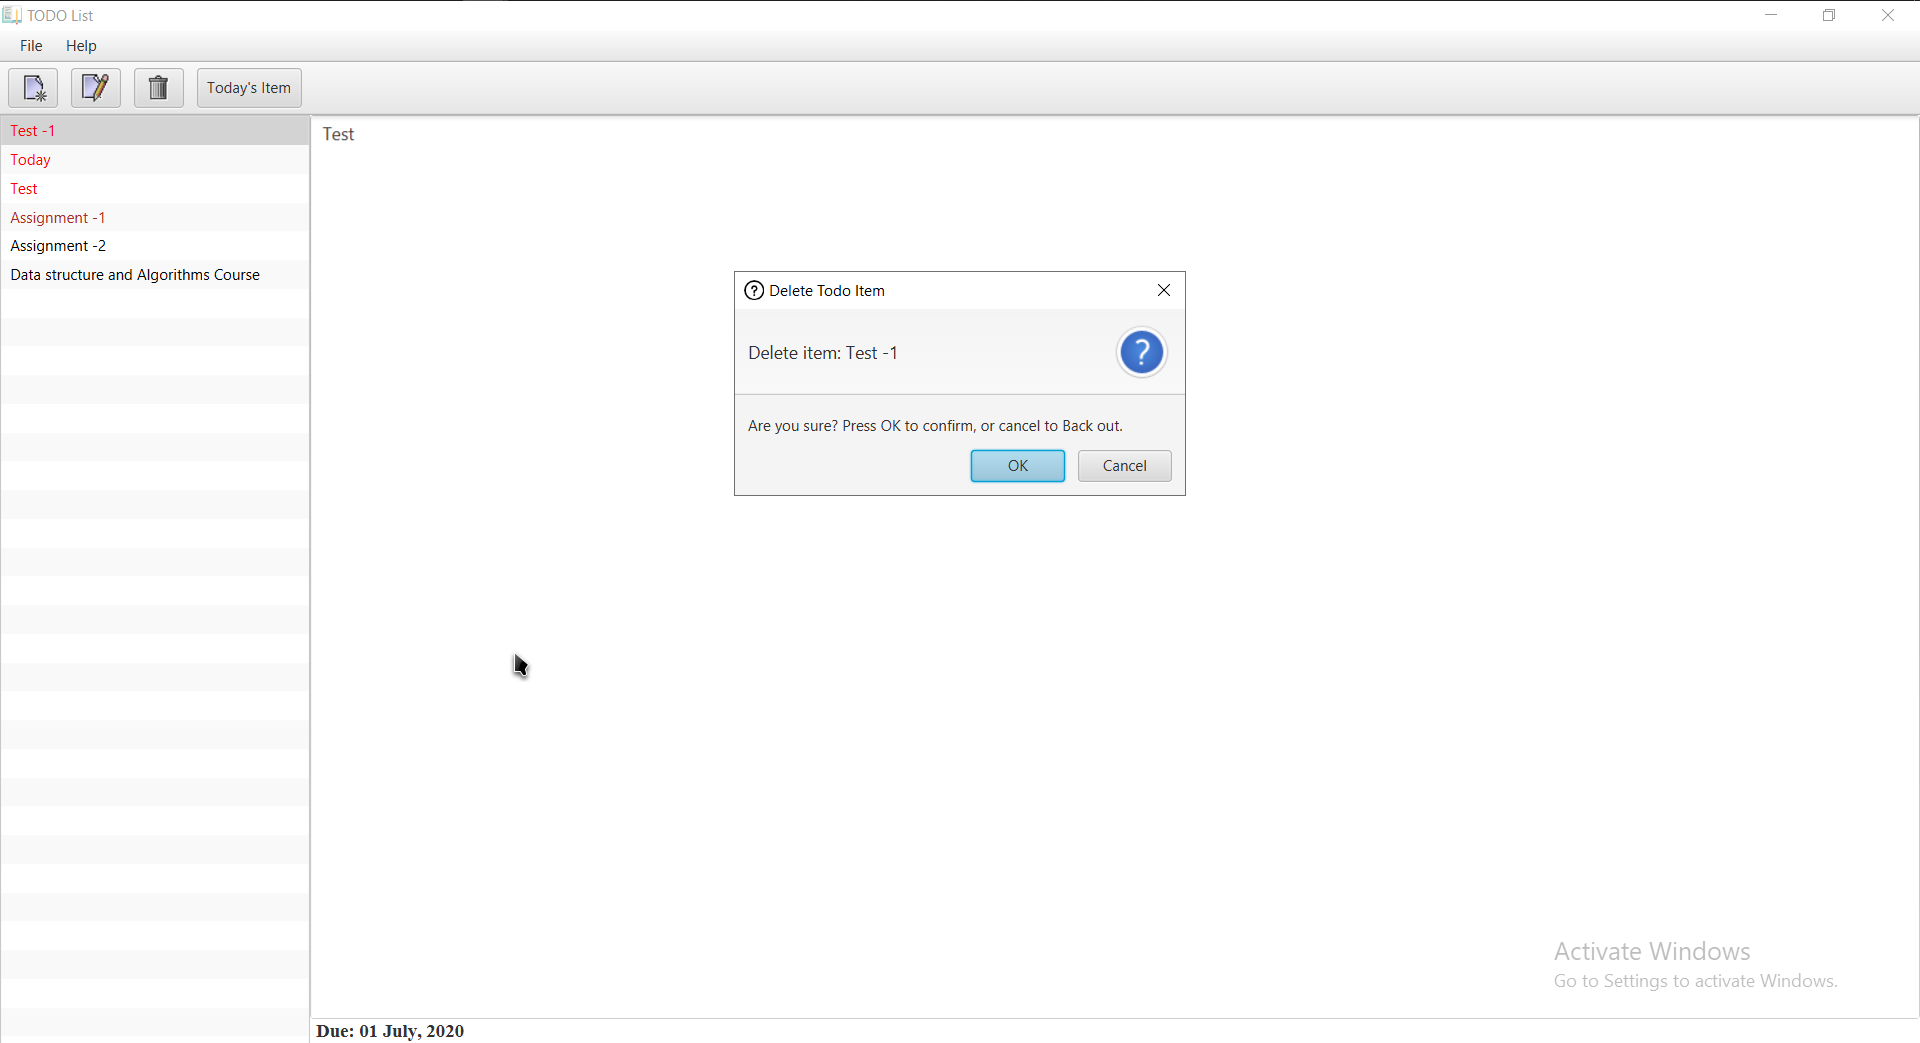 TODO List
File Help
Today's Item
Test -1
Today
Test
Assignment -1
Assignment -2
Data structure and Algorithms Course
Test
Delete Todo Item
Delete item: Test -1
Are you sure? Press OK to confirm, or cancel to Back out.
OK Cancel
Activate Windows
Go to Settings to activate Windows.
Due: 01 July, 2020